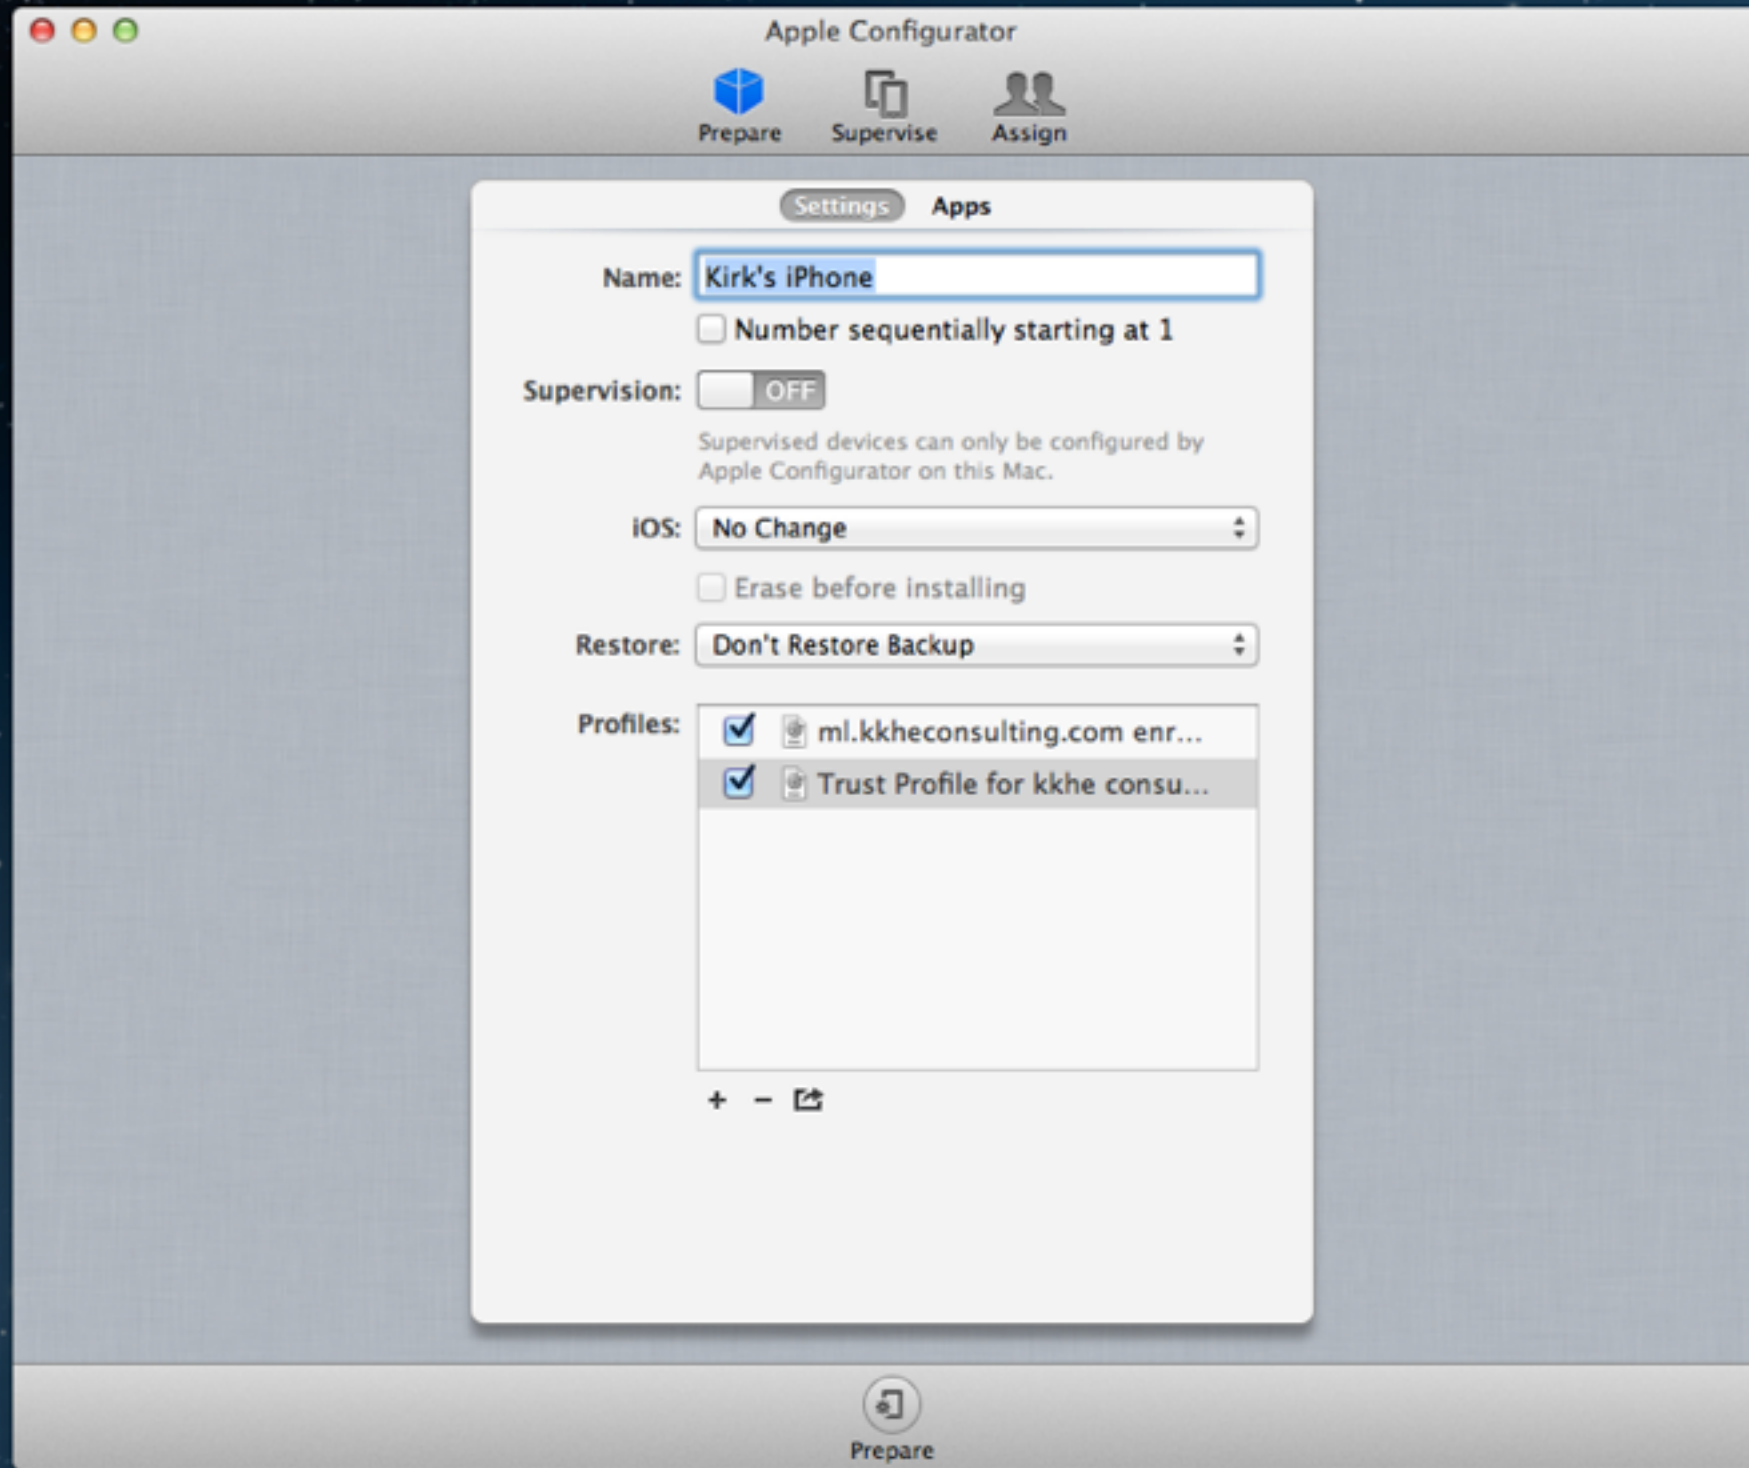 Apple Configurator
Prepare Supervise Assign
Settings Apps
Name: Kirk's iPhone
Number sequentially starting at 1
Supervision: OFF
Supervised devices can only be configured by
Apple Configurator on this Mac.
iOS: No Change
Erase before installing
Restore: Don't Restore Backup
Profiles: ml.kkheconsulting.com enr...
Trust Profile for kkhe consu...
Prepare